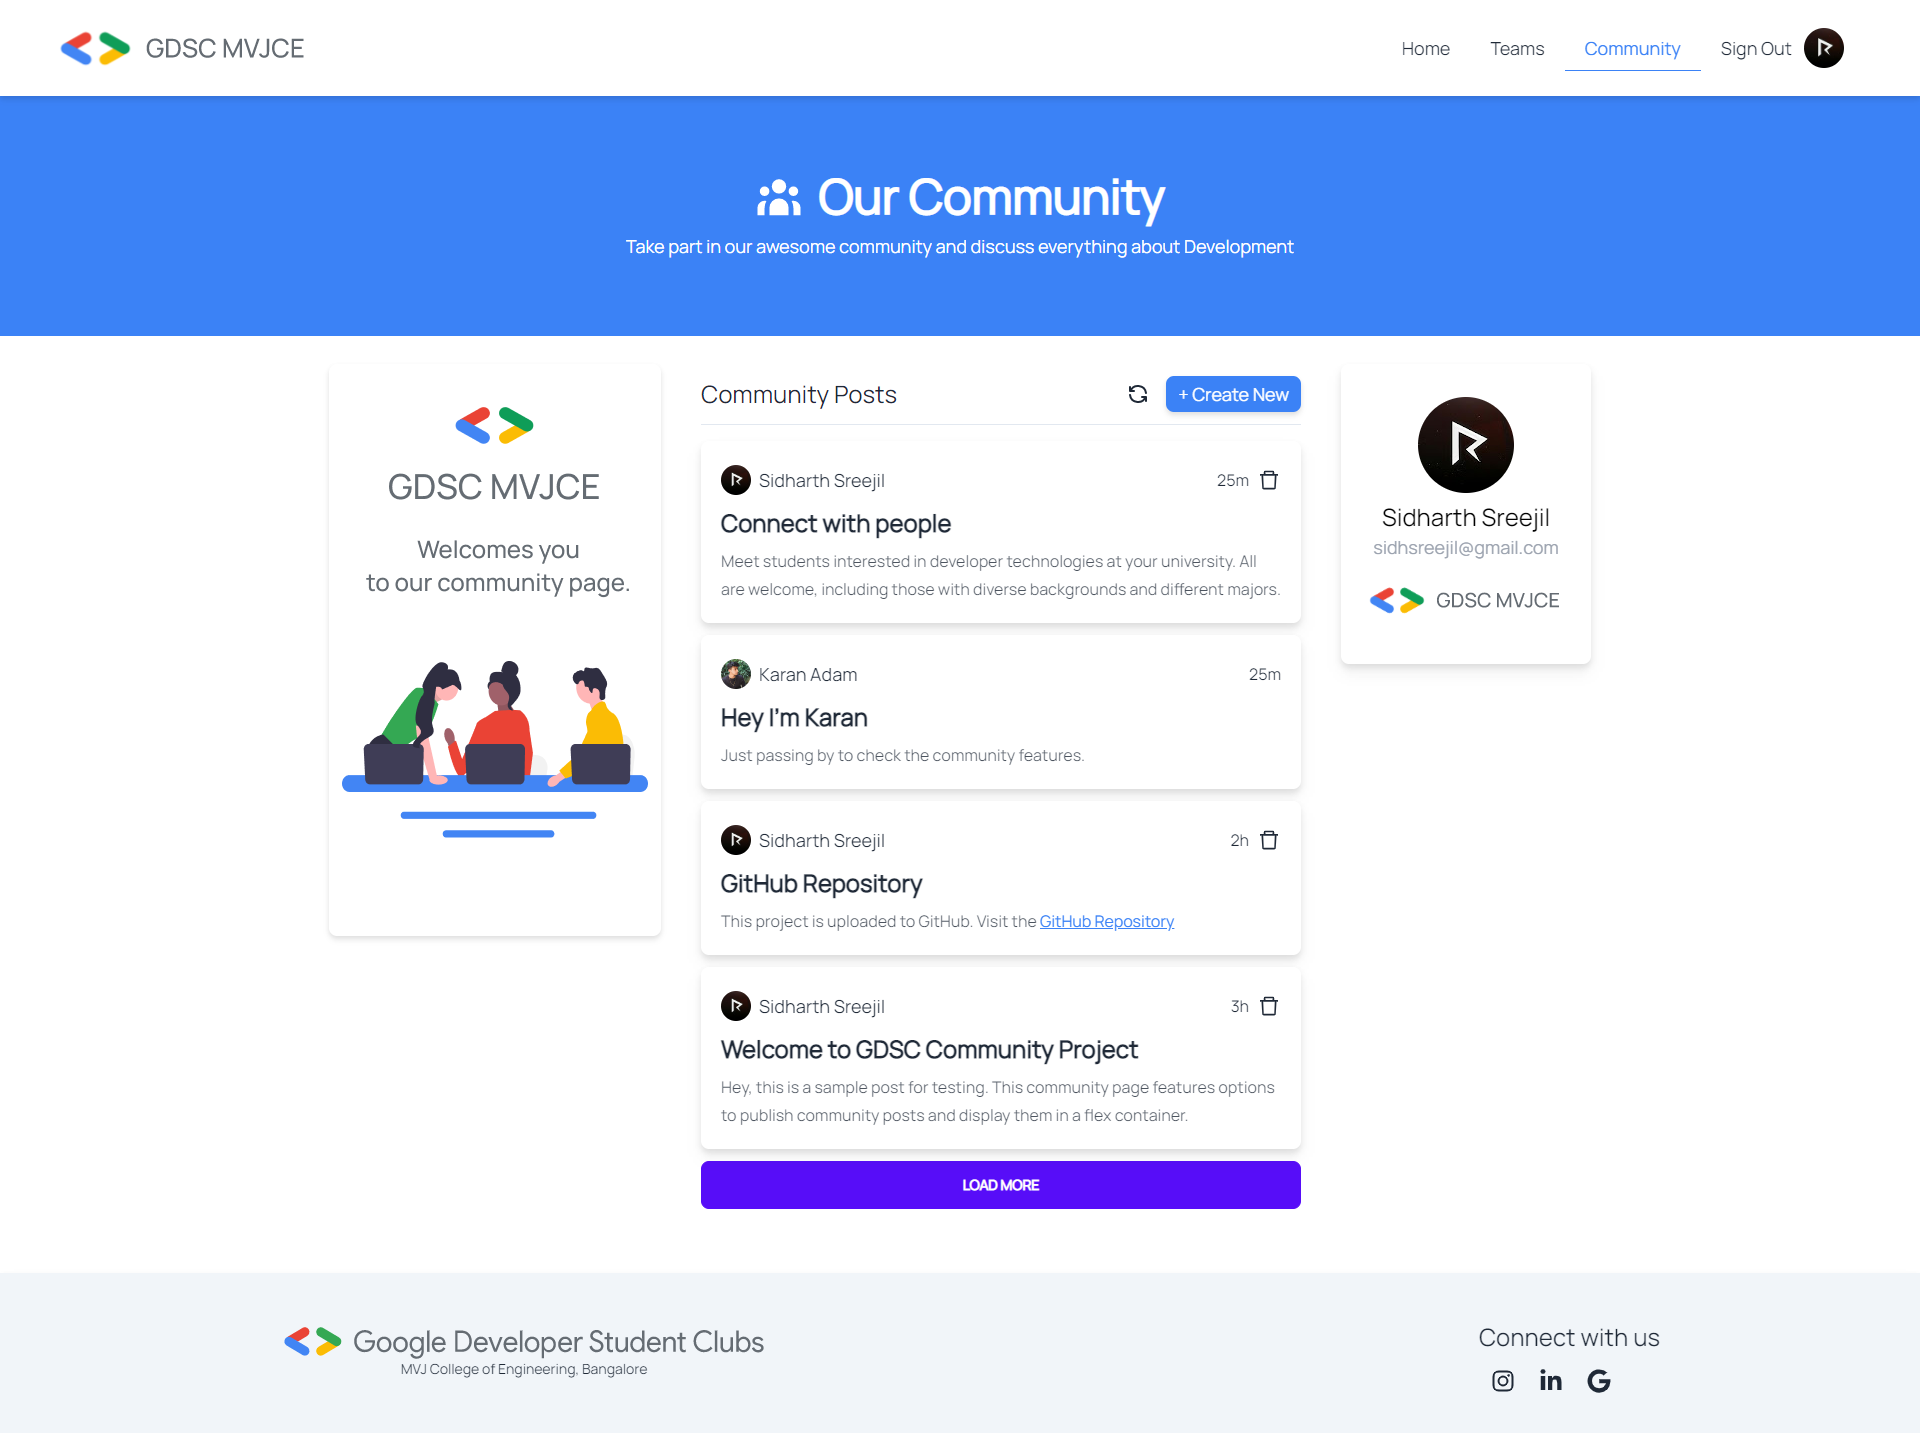 GDSC MVJCE
Home
Teams
Community
Sign Out
Our Community
Take part in our awesome community and discuss everything about Development
GDSC MVJCE
Welcomes you
to our community page.
Community Posts
+ Create New
Sidharth Sreejil
25m
Connect with people
Meet students interested in developer technologies at your university. All
are welcome, including those with diverse backgrounds and different majors.
Karan Adam
25m
Hey I'm Karan
Just passing by to check the community features.
Sidharth Sreejil
2h
GitHub Repository
This project is uploaded to GitHub. Visit the GitHub Repository
Sidharth Sreejil
3h
Welcome to GDSC Community Project
Hey, this is a sample post for testing. This community page features options
to publish community posts and display them in a flex container.
LOAD MORE
Sidharth Sreejil
sidhsreejil@gmail.com
GDSC MVJCE
Google Developer Student Clubs
MVJ College of Engineering, Bangalore
Connect with us